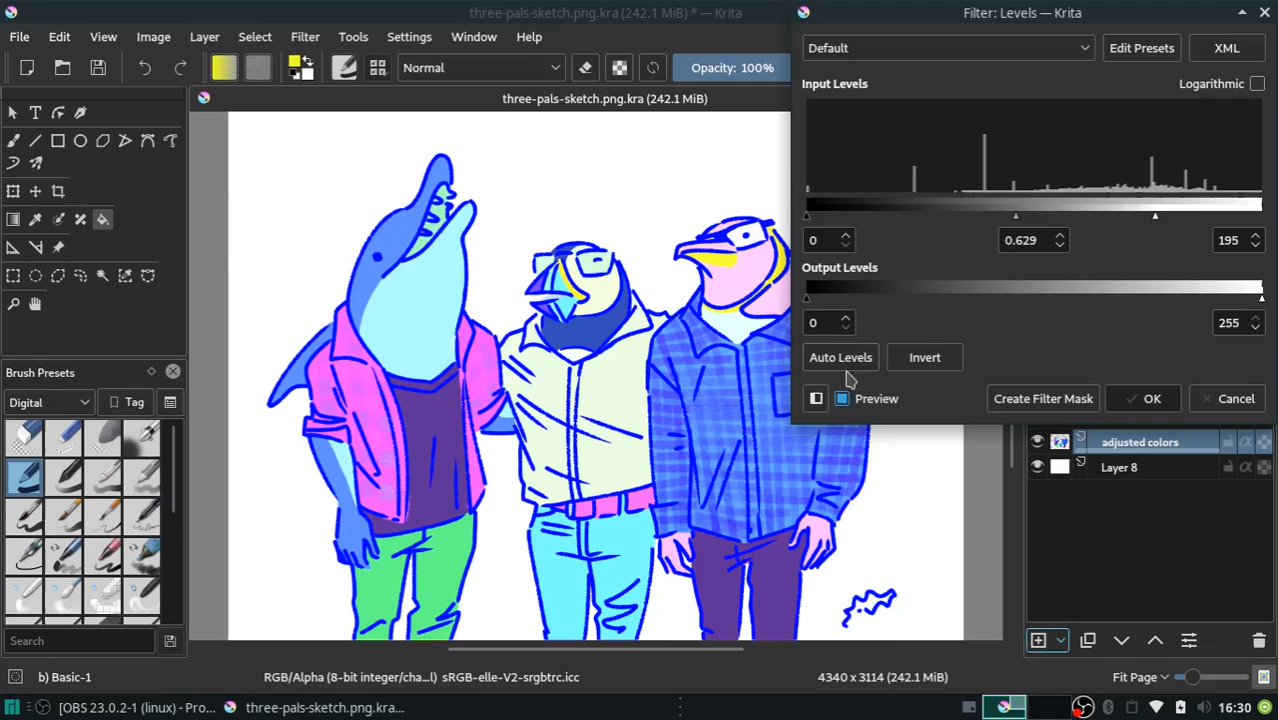 three-pals-sketch.png.kra (242.1 MiB) * — Krita
Filter: Levels — Krita
File Edit View Image Layer Select Filter Tools Settings Window Help
Default
Edit Presets
XML
Normal
Opacity: 100%
Input Levels
Logarithmic
three-pals-sketch.png.kra (242.1 MiB)
0
0.629
195
Output Levels
0
255
Auto Levels
Invert
Preview
Create Filter Mask
OK
Cancel
Brush Presets
Digital
Tag
adjusted colors
Layer 8
Search
b) Basic-1
RGB/Alpha (8-bit integer/cha...l) sRGB-elle-V2-srgbtrc.icc
4340 x 3114 (242.1 MiB)
Fit Page
[OBS 23.0.2-1 (linux) - Pro...
three-pals-sketch.png.kra...
16:30